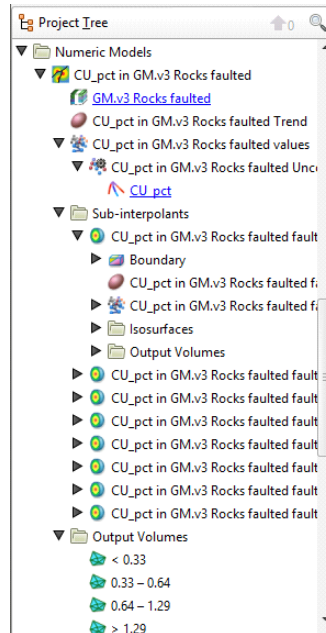 Project Tree
0
Numeric Models
CU_pct in GM.v3 Rocks faulted
GM.v3 Rocks faulted
CU_pct in GM.v3 Rocks faulted Trend
CU_pct in GM.v3 Rocks faulted values
CU_pct in GM.v3 Rocks faulted Unco
CU_pct
Sub-interpolants
CU_pct in GM.v3 Rocks faulted fault
Boundary
CU_pct in GM.v3 Rocks faulted fa
CU_pct in GM.v3 Rocks faulted fa
Isosurfaces
Output Volumes
CU_pct in GM.v3 Rocks faulted fault
CU_pct in GM.v3 Rocks faulted fault
CU_pct in GM.v3 Rocks faulted fault
CU_pct in GM.v3 Rocks faulted fault
CU_pct in GM.v3 Rocks faulted fault
CU_pct in GM.v3 Rocks faulted fault
CU_pct in GM.v3 Rocks faulted fault
Output Volumes
< 0.33
0.33 – 0.64
0.64 – 1.29
> 1.29